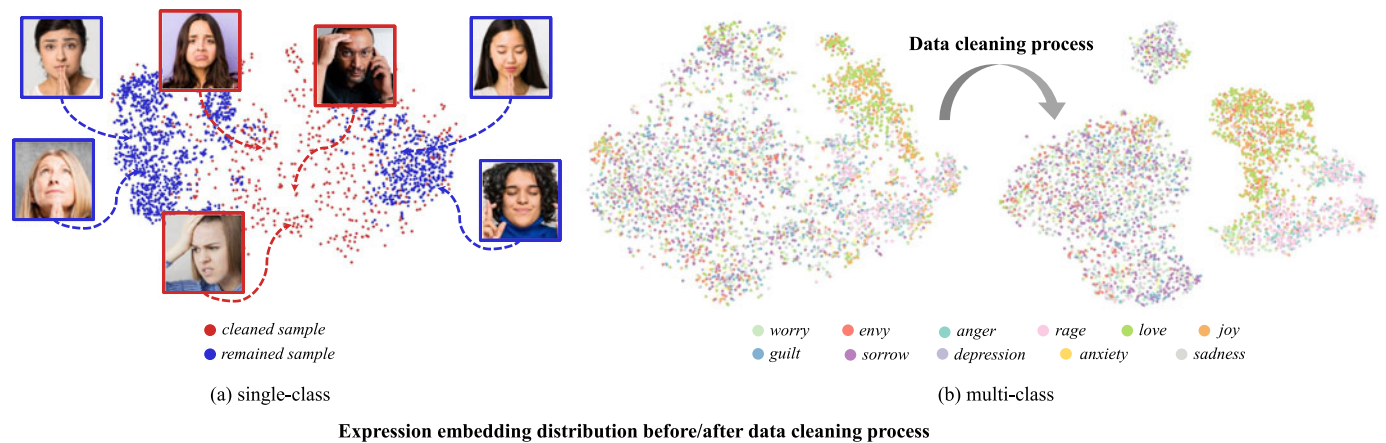 Data cleaning process
cleaned sample
remained sample
worry envy anger rage love joy
guilt sorrow depression anxiety sadness
(a) single-class
(b) multi-class
Expression embedding distribution before/after data cleaning process